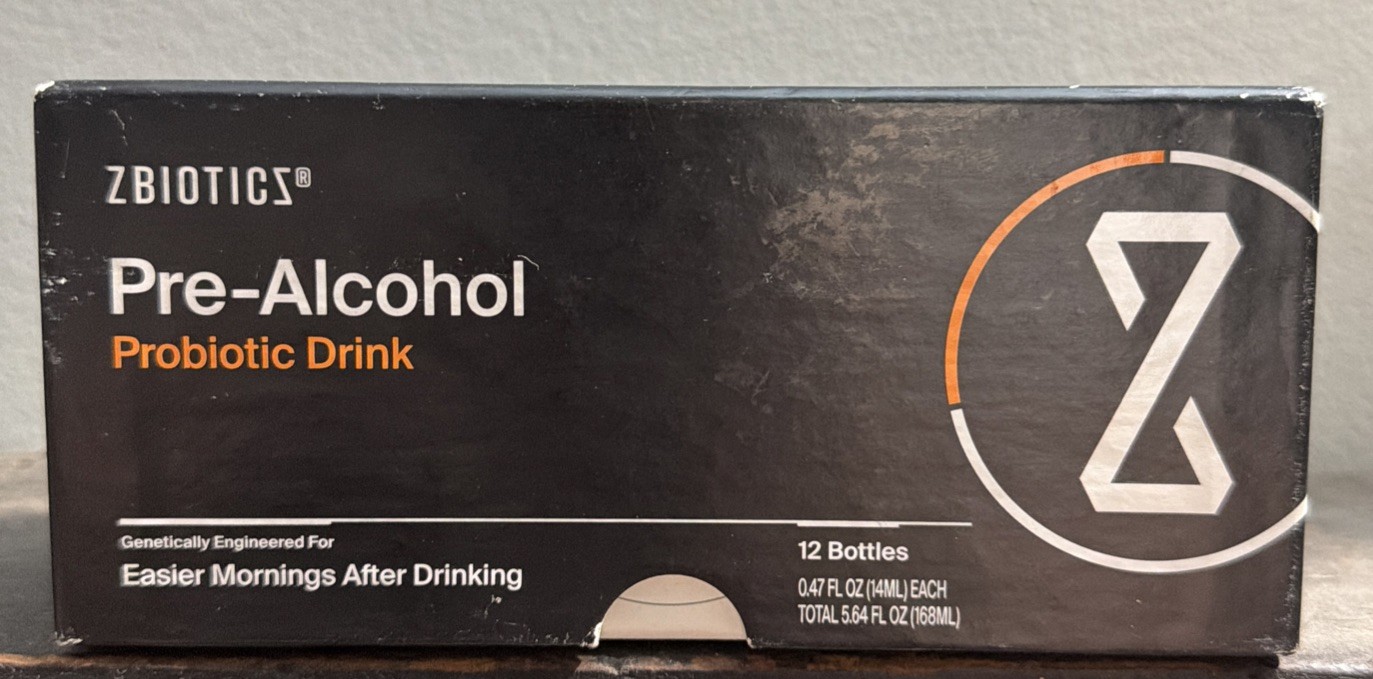 ZBIOTICS®
Pre-Alcohol
Probiotic Drink
Genetically Engineered For
Easier Mornings After Drinking
12 Bottles
0.47 FL OZ (14ML) EACH
TOTAL 5.64 FL OZ (168ML)
Z